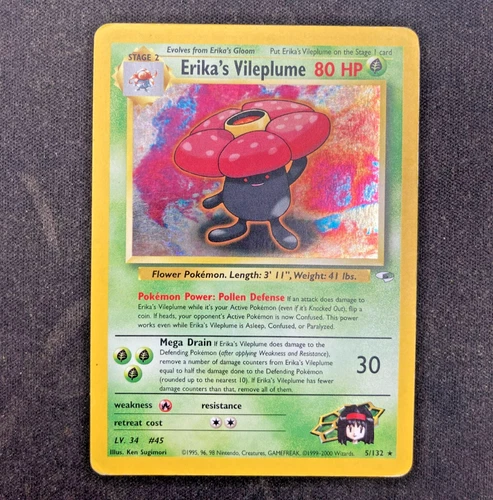 Evolves from Erika's Gloom Put Erika's Vileplume on the Stage 1 card
STAGE 2
Erika's Vileplume 80 HP
Flower Pokémon. Length: 3' 11", Weight: 41 lbs.
Pokémon Power: Pollen Defense If an attack does damage to
Erika's Vileplume while it's your Active Pokémon (even if it's Knocked Out), flip a
coin. If heads, your opponent's Active Pokémon is now Confused. This power
works even while Erika's Vileplume is Asleep, Confused, or Paralyzed.
Mega Drain If Erika's Vileplume does damage to the
Defending Pokémon (after applying Weakness and Resistance),
remove a number of damage counters from Erika's Vileplume
equal to half the damage done to the Defending Pokémon
(rounded up to the nearest 10). If Erika's Vileplume has fewer
damage counters than that, remove all of them.
30
weakness resistance
retreat cost
LV. 34 #45
Illus. Ken Sugimori ©1995, 96, 98 Nintendo, Creatures, GAMEFREAK. ©1999-2000 Wizards. 5/132 ★